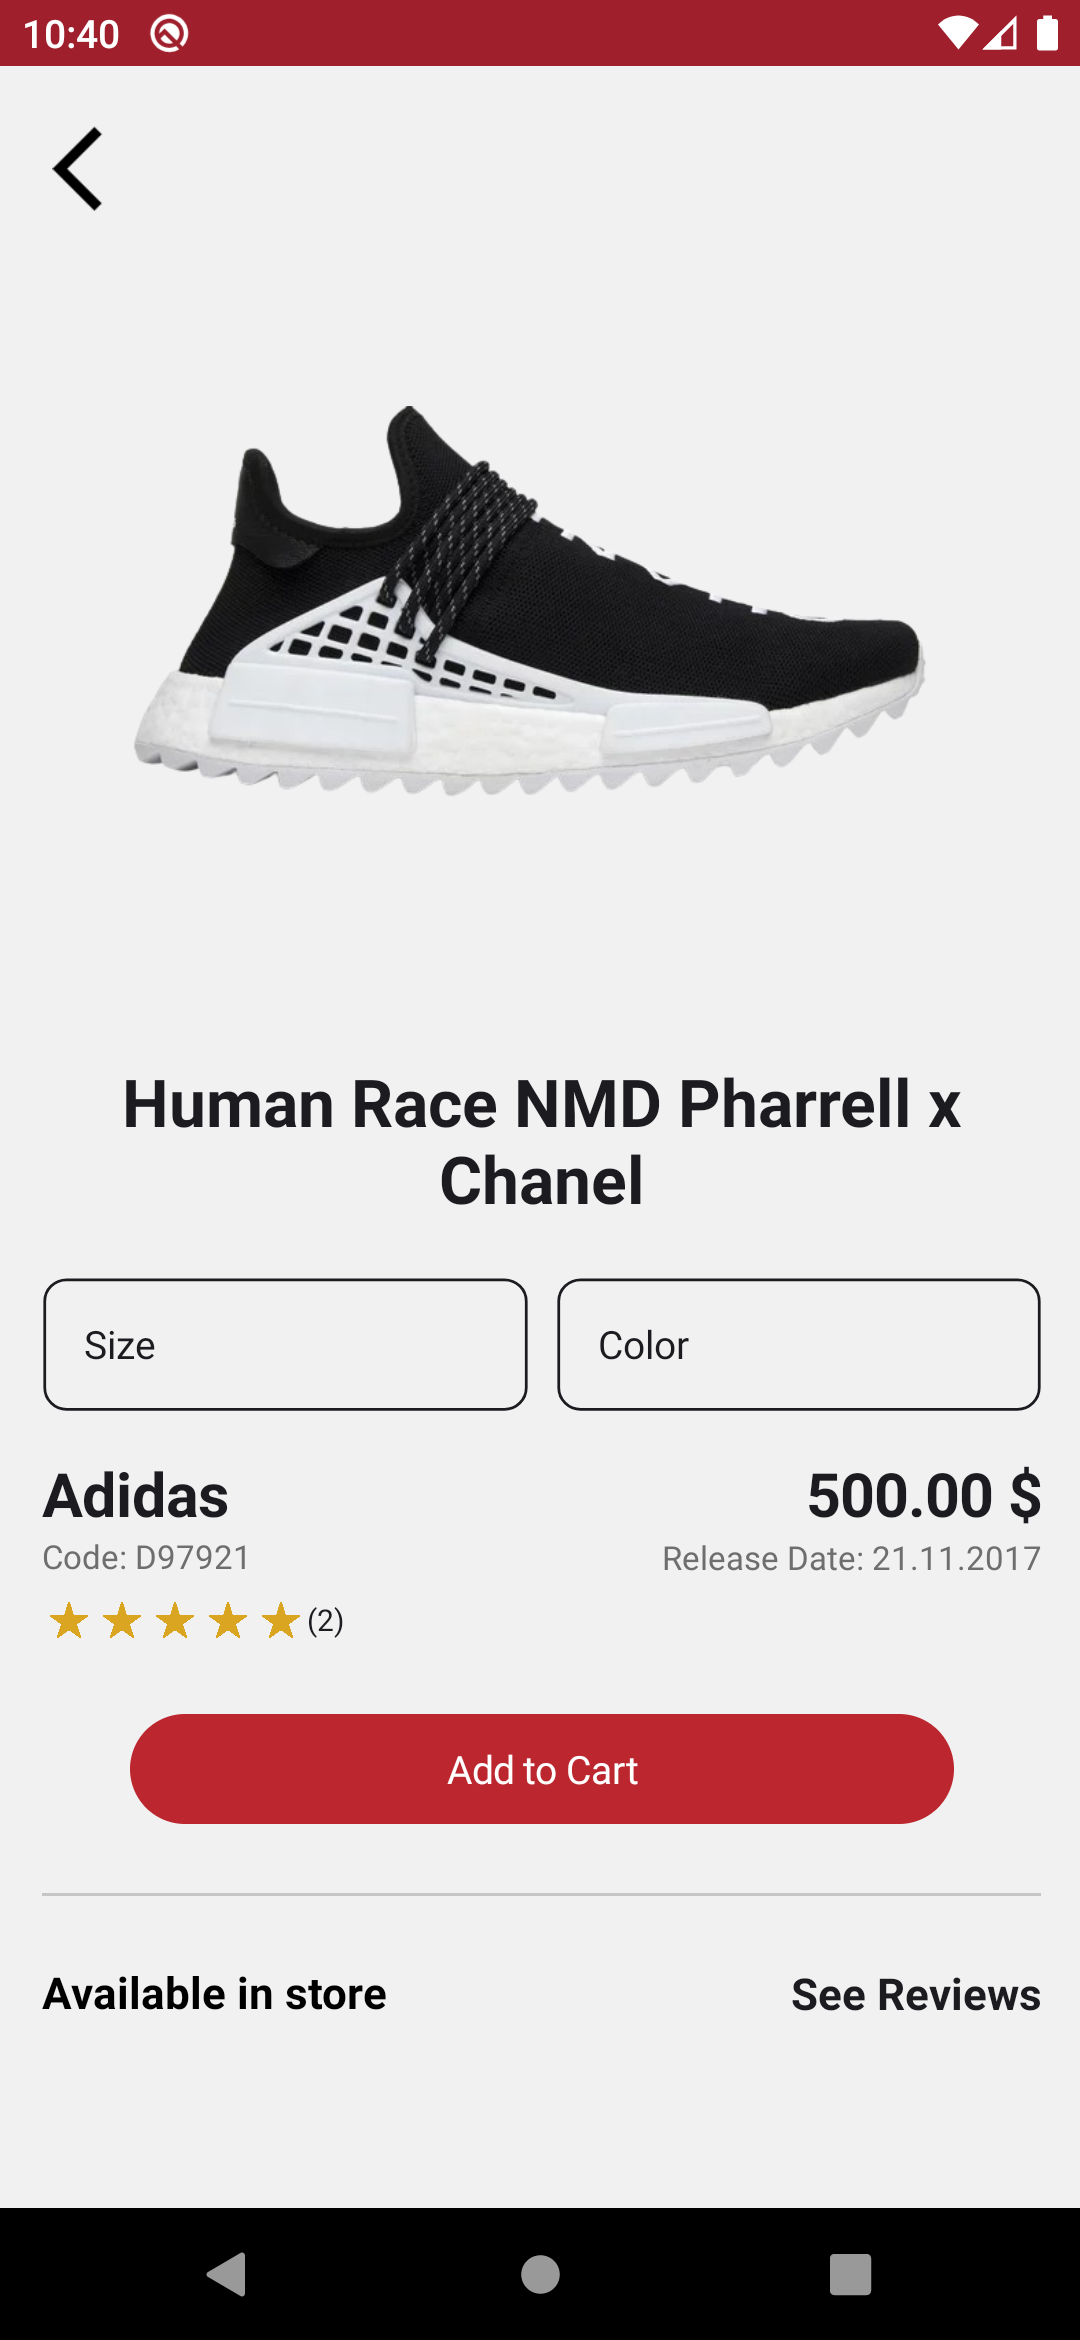 10:40
Human Race NMD Pharrell x
Chanel
Size
Color
Adidas
500.00 $
Code: D97921
Release Date: 21.11.2017
(2)
Add to Cart
Available in store
See Reviews